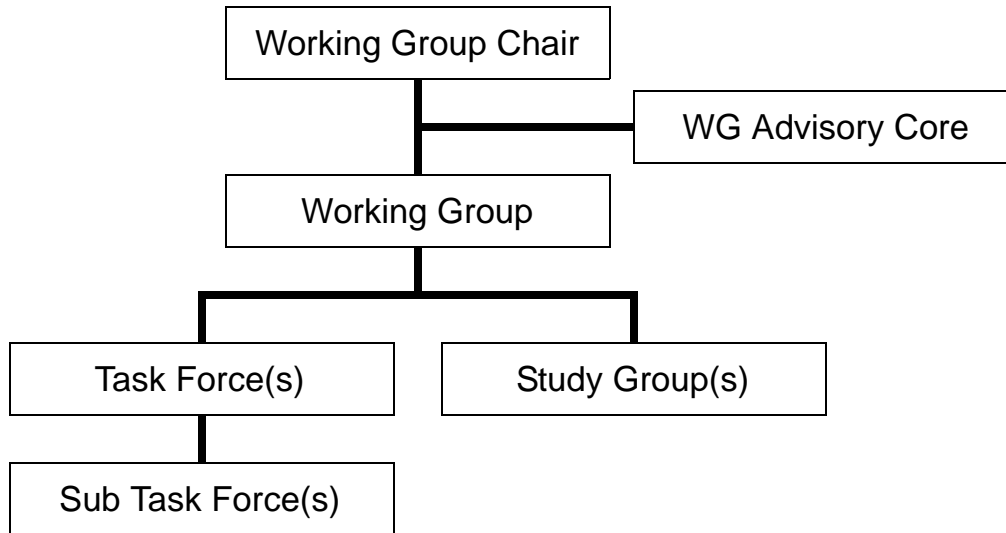 Working Group Chair
WG Advisory Core
Working Group
Task Force(s)
Study Group(s)
Sub Task Force(s)